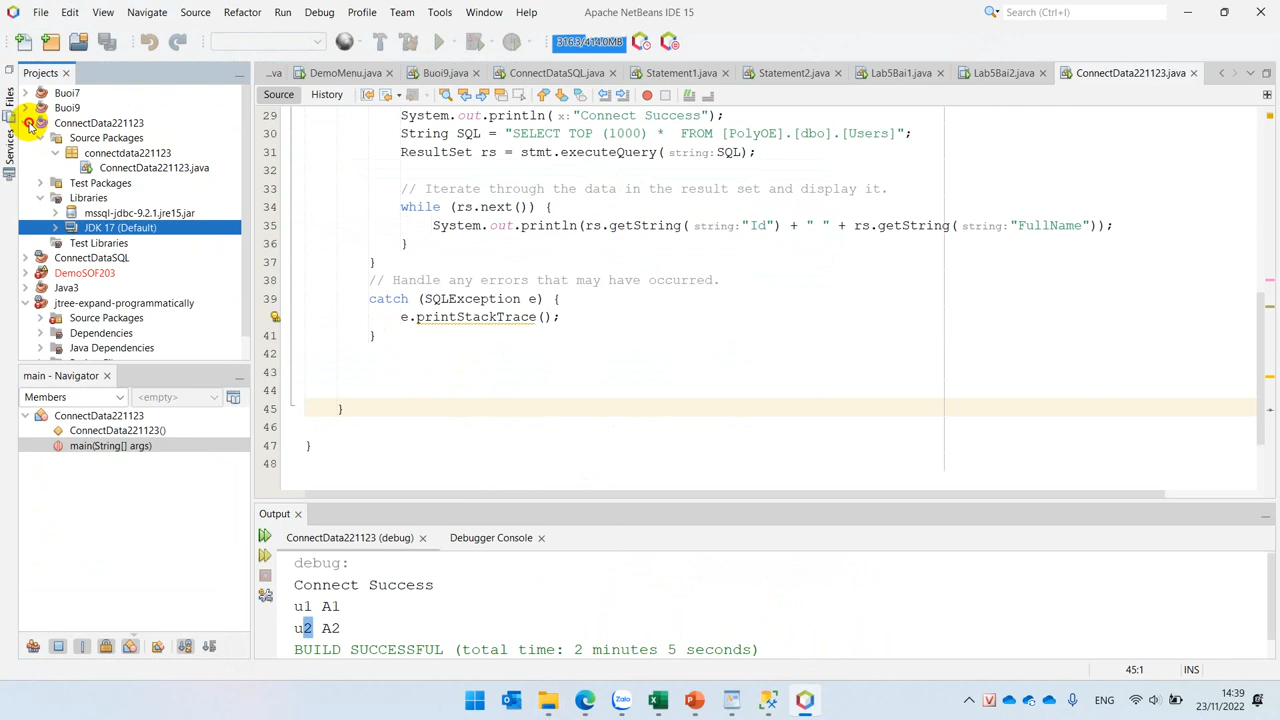 File Edit View Navigate Source Refactor Run Debug Profile Team Tools Window Help Apache NetBeans IDE 15 Search (Ctrl+I)
316.3/414.0MB
Projects
...va DemoMenu.java Buoi9.java ConnectDataSQL.java Statement1.java Statement2.java Lab5Bai1.java Lab5Bai2.java ConnectData221123.java
Source History
Files
Services
Buoi7
Buoi9
ConnectData221123
Source Packages
connectdata221123
ConnectData221123.java
Test Packages
Libraries
mssql-jdbc-9.2.1.jre15.jar
JDK 17 (Default)
Test Libraries
ConnectDataSQL
DemoSOF203
Java3
jtree-expand-programmatically
Source Packages
Dependencies
Java Dependencies
29 System.out.println(x:"Connect Success");
30 String SQL = "SELECT TOP (1000) *  FROM [PolyOE].[dbo].[Users]";
31 ResultSet rs = stmt.executeQuery(string:SQL);
32
33 // Iterate through the data in the result set and display it.
34 while (rs.next()) {
35 System.out.println(rs.getString(string:"Id") + " " + rs.getString(string:"FullName"));
36 }
37 }
38 // Handle any errors that may have occurred.
39 catch (SQLException e) {
e.printStackTrace();
41 }
42
43
44
45 }
46
47 }
48
main - Navigator
Members <empty>
ConnectData221123
ConnectData221123()
main(String[] args)
Output
ConnectData221123 (debug) Debugger Console
debug:
Connect Success
u1 A1
u2 A2
BUILD SUCCESSFUL (total time: 2 minutes 5 seconds)
45:1 INS
Zalo
ENG
14:39
23/11/2022